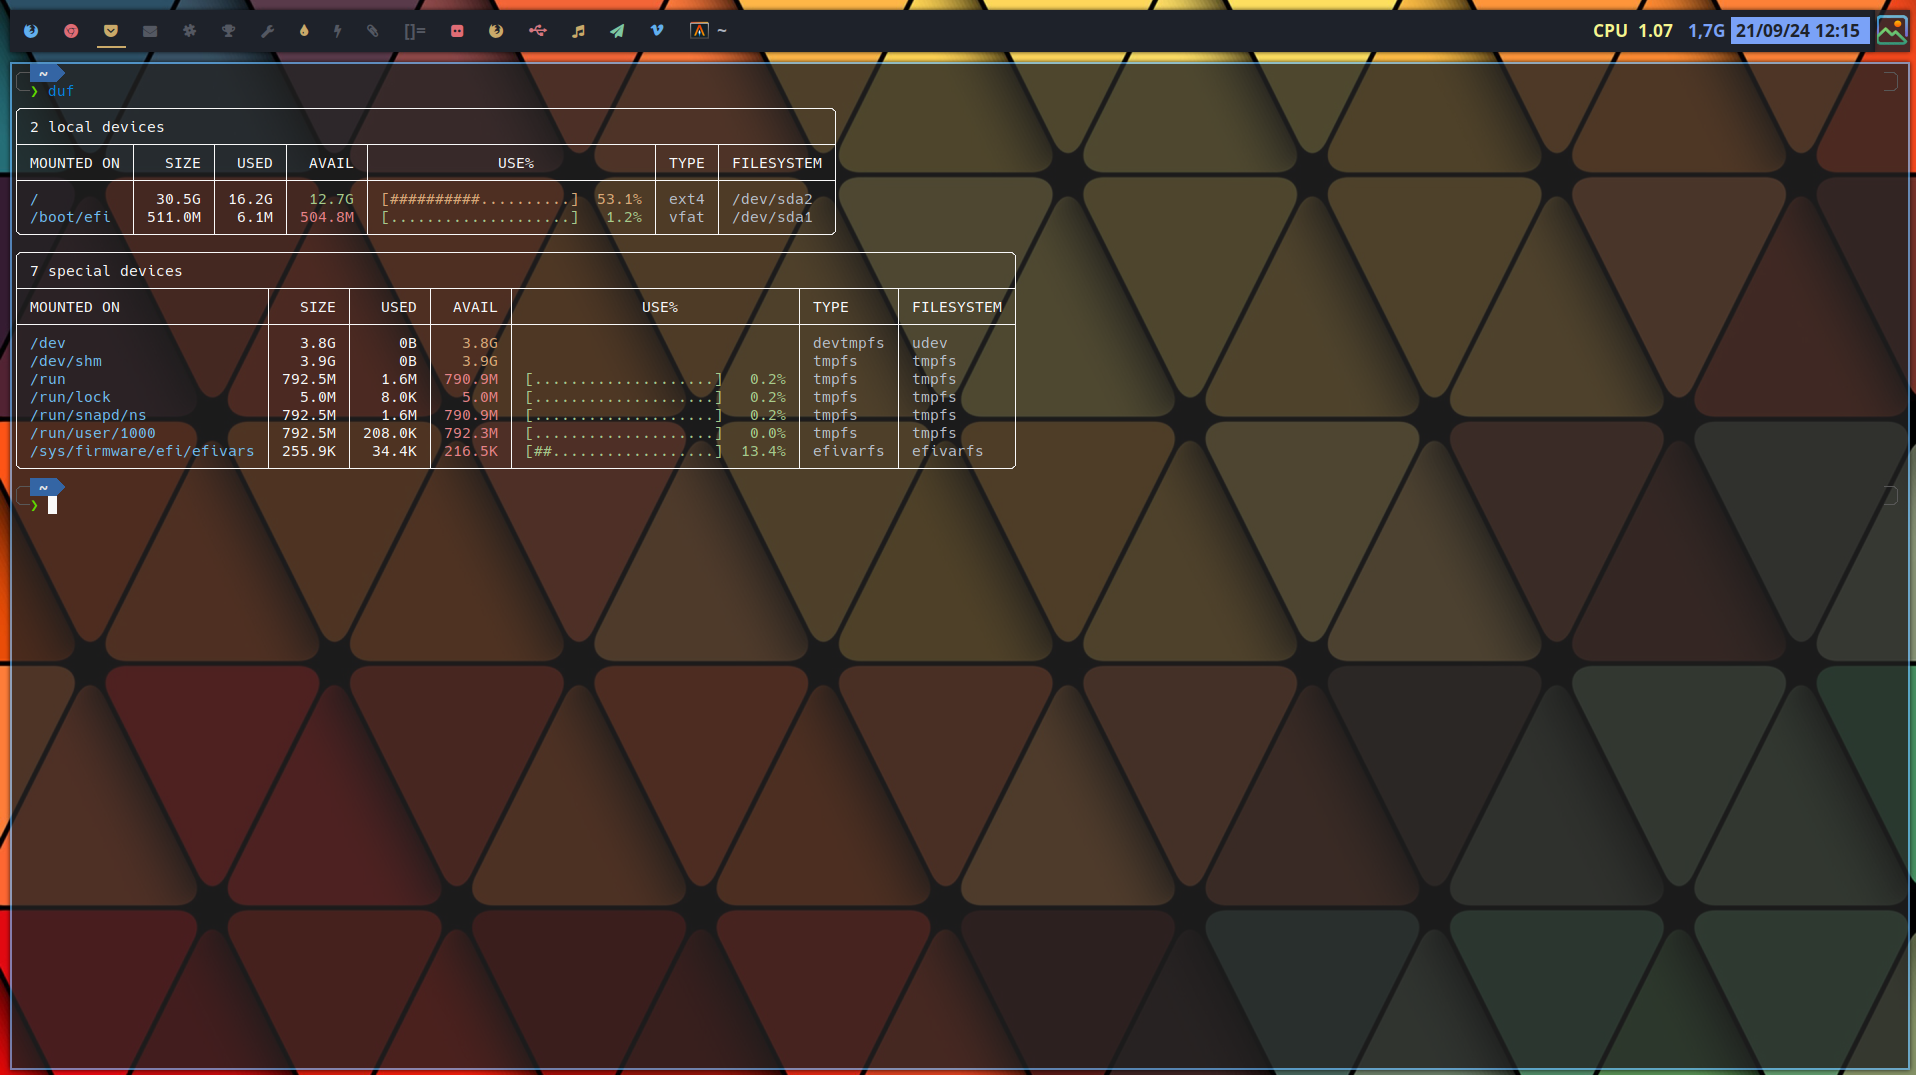 []= ~ CPU 1.07 1,7G 21/09/24 12:15
~
❯ duf
2 local devices
MOUNTED ON SIZE USED AVAIL USE% TYPE FILESYSTEM
/ 30.5G 16.2G 12.7G [##########..........] 53.1% ext4 /dev/sda2
/boot/efi 511.0M 6.1M 504.8M [....................] 1.2% vfat /dev/sda1
7 special devices
MOUNTED ON SIZE USED AVAIL USE% TYPE FILESYSTEM
/dev 3.8G 0B 3.8G devtmpfs udev
/dev/shm 3.9G 0B 3.9G tmpfs tmpfs
/run 792.5M 1.6M 790.9M [....................] 0.2% tmpfs tmpfs
/run/lock 5.0M 8.0K 5.0M [....................] 0.2% tmpfs tmpfs
/run/snapd/ns 792.5M 1.6M 790.9M [....................] 0.2% tmpfs tmpfs
/run/user/1000 792.5M 208.0K 792.3M [....................] 0.0% tmpfs tmpfs
/sys/firmware/efi/efivars 255.9K 34.4K 216.5K [##..................] 13.4% efivarfs efivarfs
~
❯